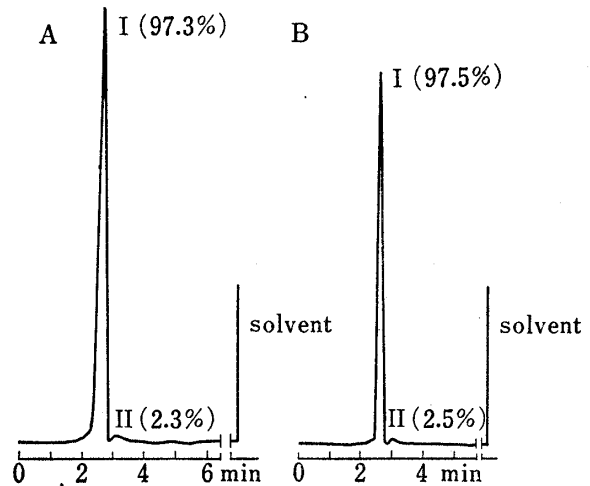 A
I (97.3%)
B
I (97.5%)
solvent
solvent
II (2.3%)
II (2.5%)
0 2 4 6 min
0 2 4 min